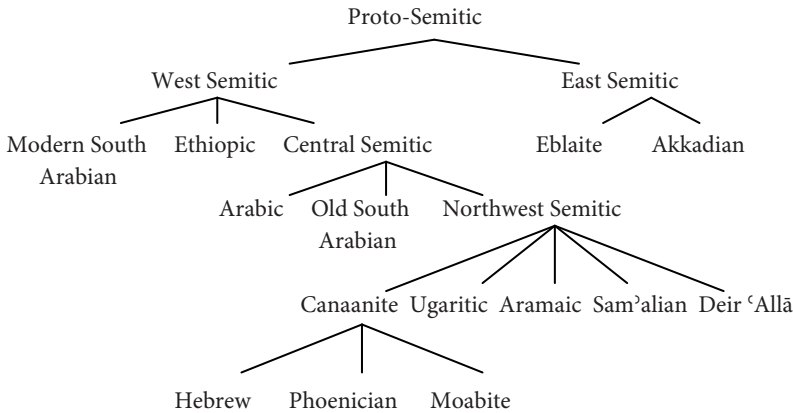 Proto-Semitic
West Semitic East Semitic
Modern South Arabian Ethiopic Central Semitic Eblaite Akkadian
Arabic Old South Arabian Northwest Semitic
Canaanite Ugaritic Aramaic Samʾalian Deir ʿAllā
Hebrew Phoenician Moabite